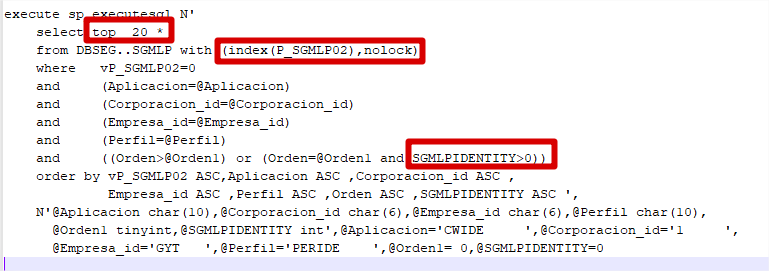 execute sp_executesql N'
select top 20 *
from DBSEG..SGMLP with (index(P_SGMLP02),nolock)
where vP_SGMLP02=0
and (Aplicacion=@Aplicacion)
and (Corporacion_id=@Corporacion_id)
and (Empresa_id=@Empresa_id)
and (Perfil=@Perfil)
and ((Orden>@Orden1) or (Orden=@Orden1 and SGMLPIDENTITY>0))
order by vP_SGMLP02 ASC,Aplicacion ASC ,Corporacion_id ASC ,
Empresa_id ASC ,Perfil ASC ,Orden ASC ,SGMLPIDENTITY ASC ',
N'@Aplicacion char(10),@Corporacion_id char(6),@Empresa_id char(6),@Perfil char(10),
@Orden1 tinyint,@SGMLPIDENTITY int',@Aplicacion='CWIDE     ',@Corporacion_id='1     ',
@Empresa_id='GYT   ',@Perfil='PERIDE    ',@Orden1= 0,@SGMLPIDENTITY=0